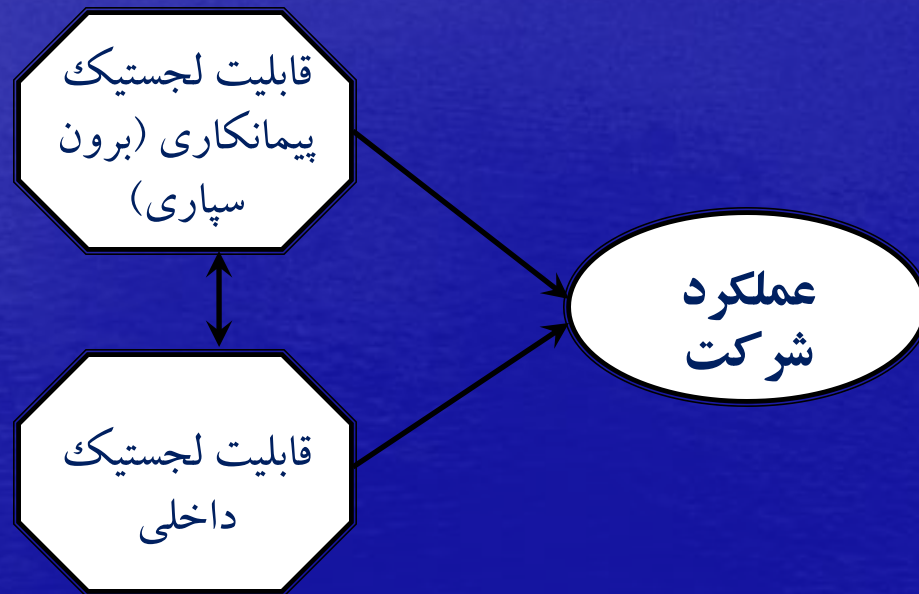 قابلیت لجستیک
پیمانکاری (برون
سپاری)
عملکرد
شرکت
قابلیت لجستیک
داخلی